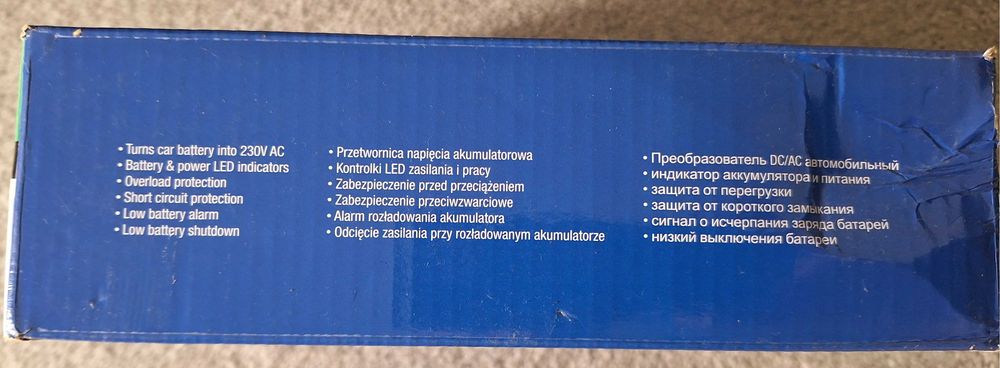 • Turns car battery into 230V AC
• Battery & power LED indicators
• Overload protection
• Short circuit protection
• Low battery alarm
• Low battery shutdown
• Przetwornica napięcia akumulatorowa
• Kontrolki LED zasilania i pracy
• Zabezpieczenie przed przeciążeniem
• Zabezpieczenie przeciwzwarciowe
• Alarm rozładowania akumulatora
• Odcięcie zasilania przy rozładowanym akumulatorze
• Преобразователь DC/AC автомобильный
• индикатор аккумулятора и питания
• защита от перегрузки
• защита от короткого замыкания
• сигнал о исчерпания заряда батарей
• низкий выключения батареи